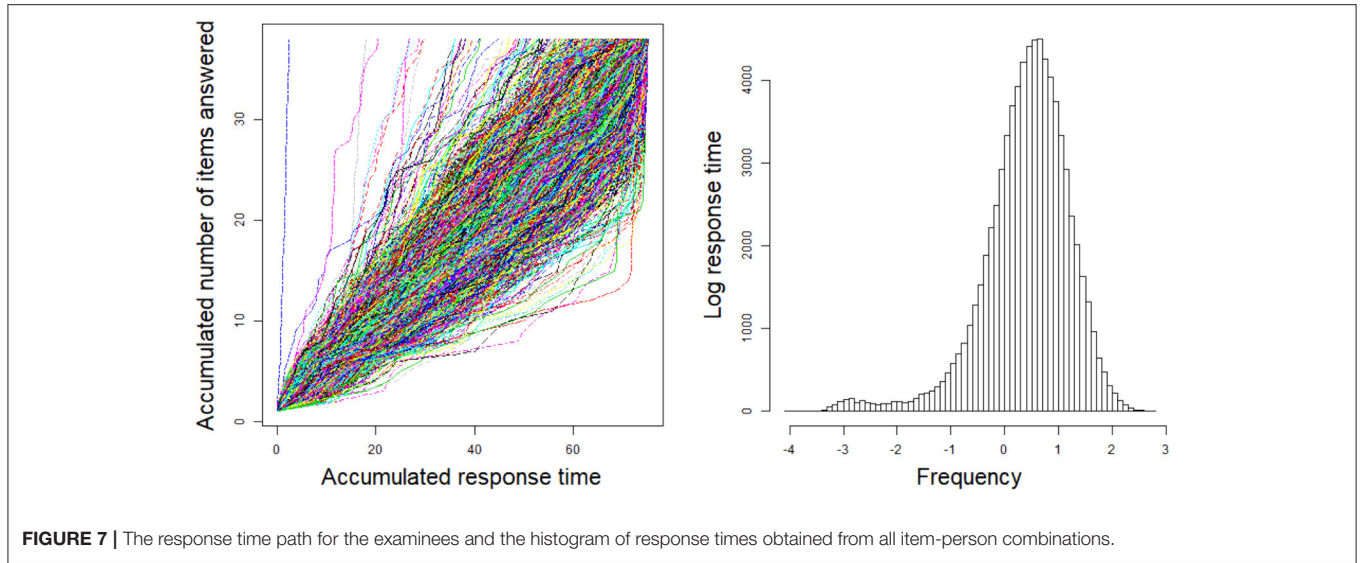 Accumulated number of items answered
30
20
10
0
0 20 40 60
Accumulated response time
Log response time
4000
3000
2000
1000
0
-4 -3 -2 -1 0 1 2 3
Frequency
FIGURE 7 | The response time path for the examinees and the histogram of response times obtained from all item-person combinations.